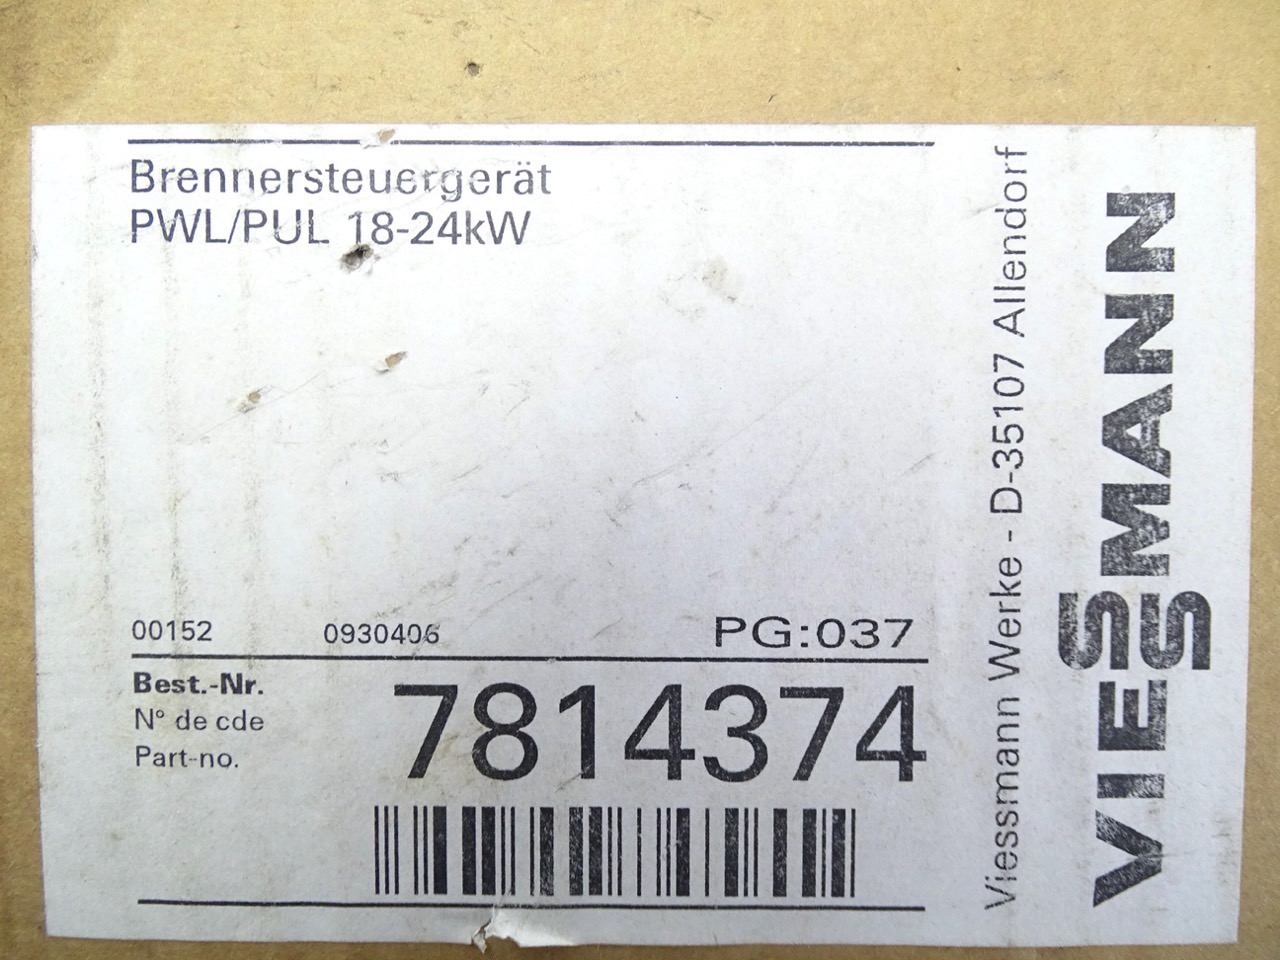 Brennersteuergerät
PWL/PUL 18-24kW
00152 0930406 PG:037
Best.-Nr.
N° de cde
Part-no.
7814374
Viessmann Werke - D-35107 Allendorf
VIESSMANN